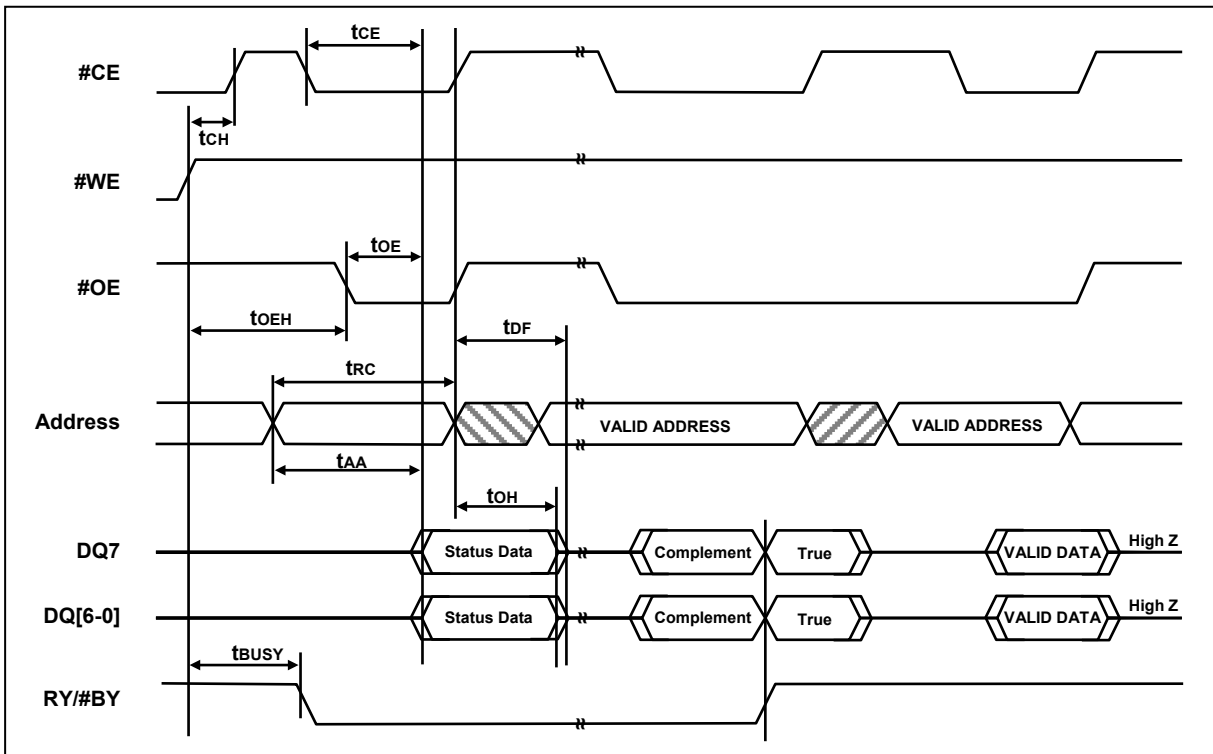 tCE
#CE
tCH
#WE
tOE
#OE
tOEH
tDF
tRC
Address
VALID ADDRESS
VALID ADDRESS
tAA
tOH
DQ7
Status Data
Complement
True
VALID DATA
High Z
DQ[6-0]
Status Data
Complement
True
VALID DATA
High Z
tBUSY
RY/#BY